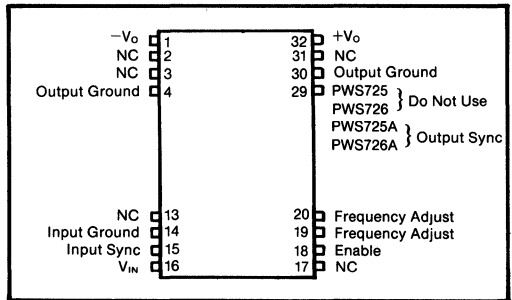 −Vo 1
NC 2
NC 3
Output Ground 4
NC 13
Input Ground 14
Input Sync 15
VIN 16
32 +Vo
31 NC
30 Output Ground
29 PWS725
PWS726 } Do Not Use
PWS725A
PWS726A } Output Sync
20 Frequency Adjust
19 Frequency Adjust
18 Enable
17 NC